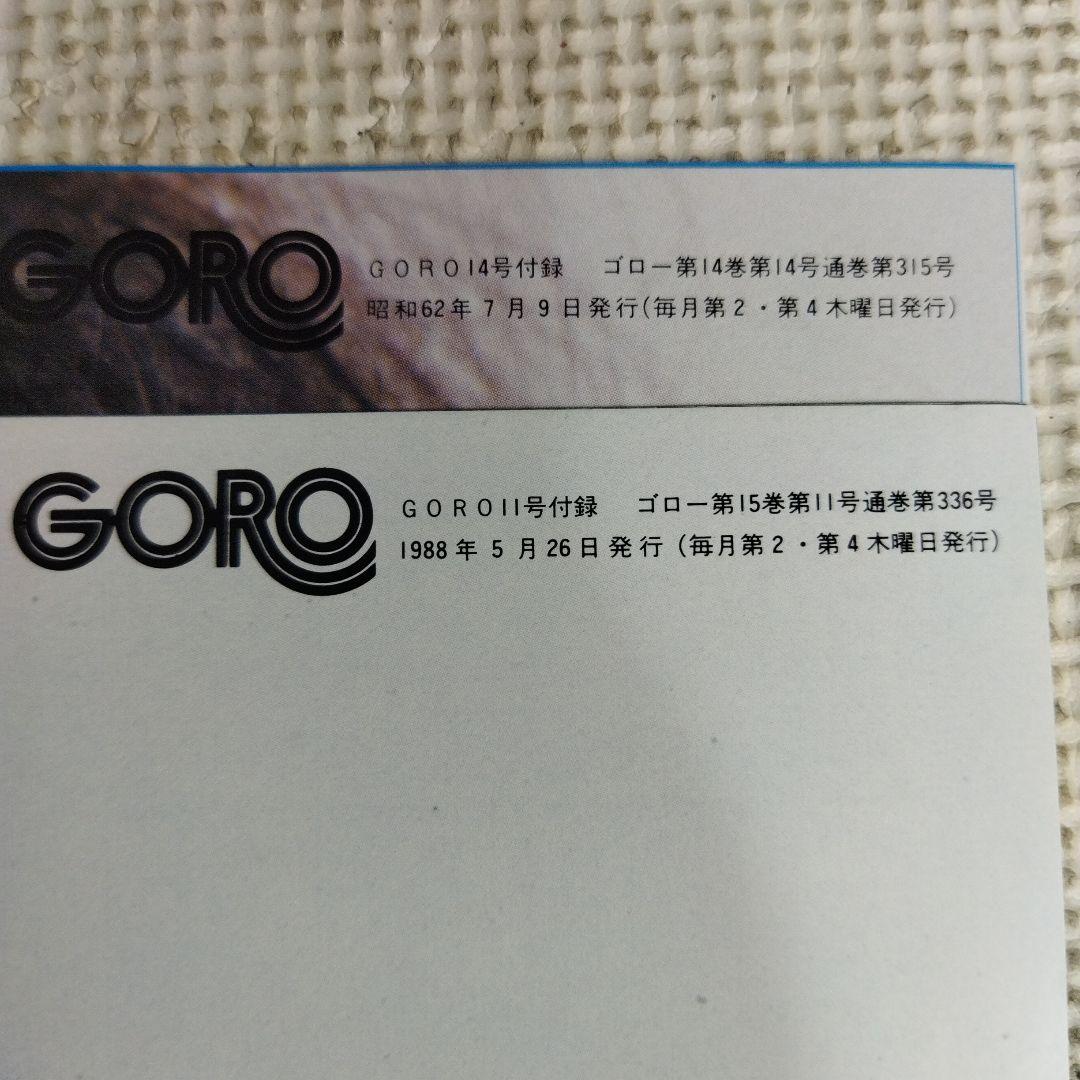 GORO
GORO14号付録 ゴロー第14巻第14号通巻第315号
昭和62年7月9日発行(毎月第2・第4木曜日発行)
GORO
GORO11号付録 ゴロー第15巻第11号通巻第336号
1988年5月26日発行(毎月第2・第4木曜日発行)